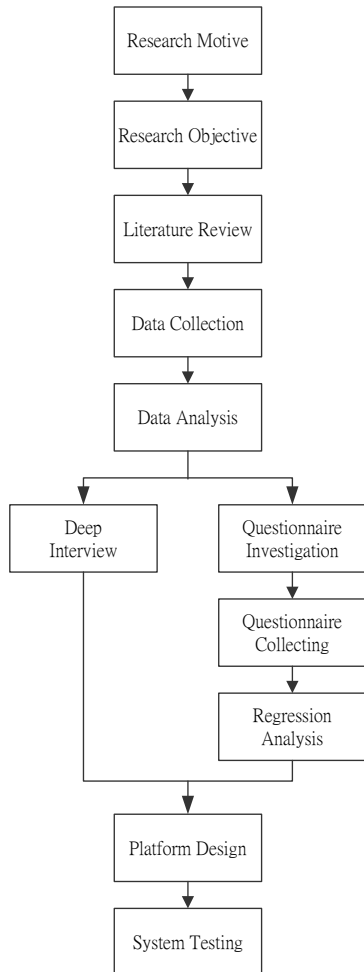 Research Motive
Research Objective
Literature Review
Data Collection
Data Analysis
Deep
Interview
Questionnaire
Investigation
Questionnaire
Collecting
Regression
Analysis
Platform Design
System Testing